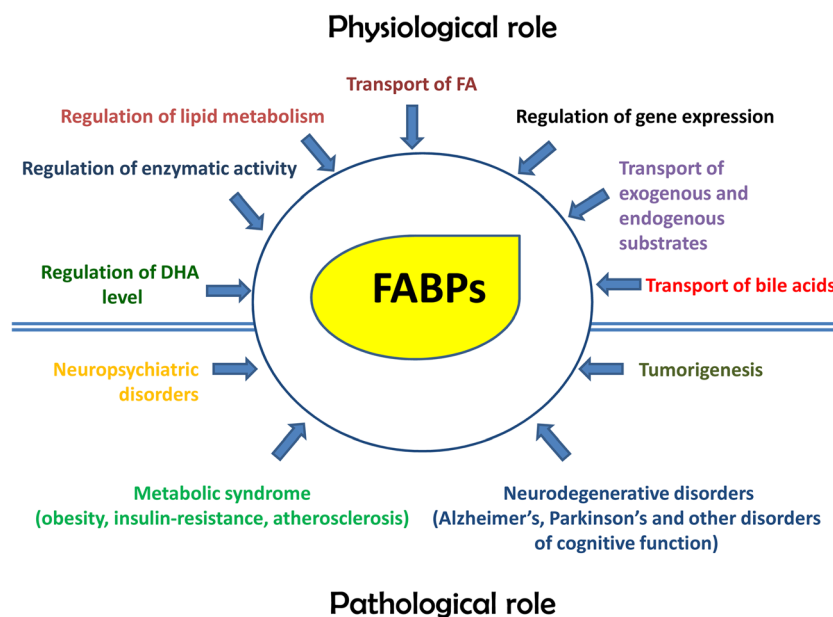 Physiological role
Transport of FA
Regulation of lipid metabolism
Regulation of gene expression
Regulation of enzymatic activity
Transport of
exogenous and
endogenous
substrates
FABPs
Regulation of DHA
level
Transport of bile acids
Neuropsychiatric
disorders
Tumorigenesis
Metabolic syndrome
(obesity, insulin-resistance, atherosclerosis)
Neurodegenerative disorders
(Alzheimer’s, Parkinson’s and other disorders
of cognitive function)
Pathological role